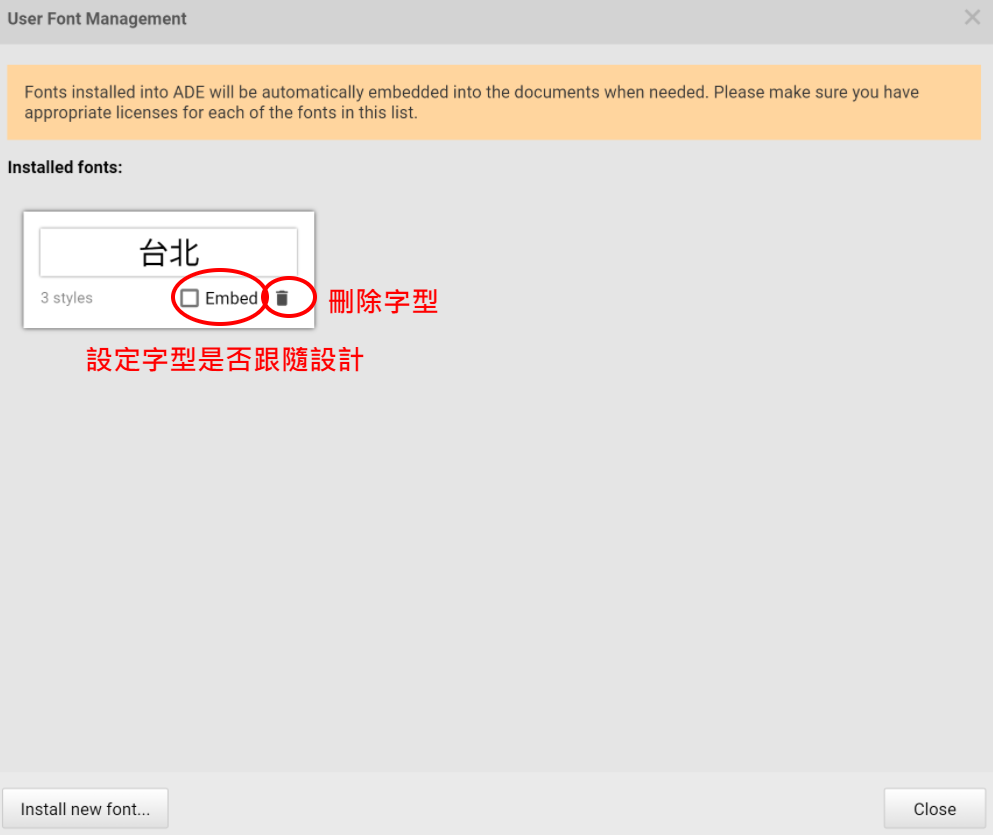 User Font Management
Fonts installed into ADE will be automatically embedded into the documents when needed. Please make sure you have
appropriate licenses for each of the fonts in this list.
Installed fonts:
台北
3 styles
Embed
刪除字型
設定字型是否跟隨設計
Install new font...
Close